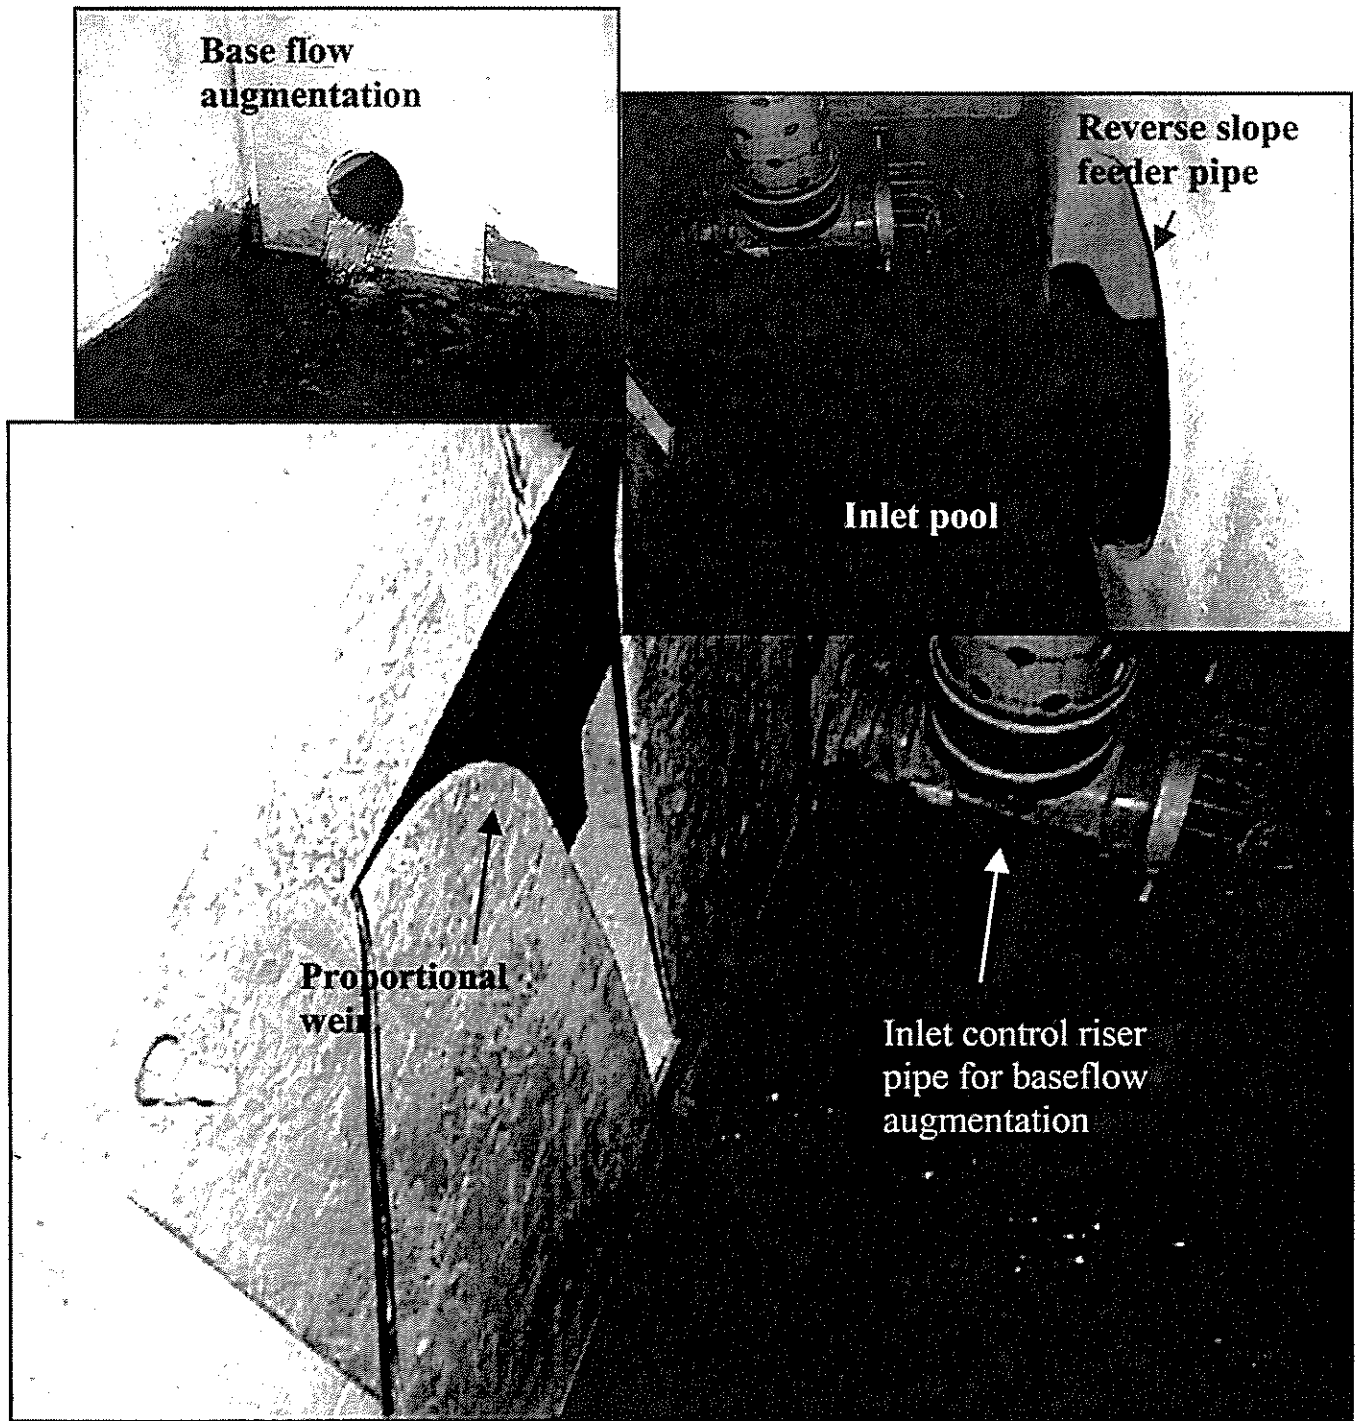 Base flow
augmentation
Reverse slope
feeder pipe
Inlet pool
Proportional
weir
Inlet control riser
pipe for baseflow
augmentation